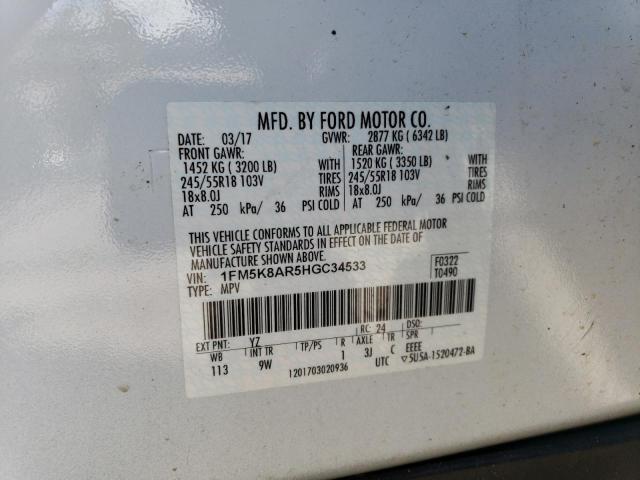 MFD. BY FORD MOTOR CO.
DATE: 03/17 GVWR: 2877 KG ( 6342 LB)
FRONT GAWR: REAR GAWR:
1452 KG ( 3200 LB) WITH 1520 KG ( 3350 LB) WITH
245/55R18 103V TIRES 245/55R18 103V TIRES
18x8.0J RIMS 18x8.0J RIMS
AT 250 kPa/ 36 PSI COLD AT 250 kPa/ 36 PSI COLD
THIS VEHICLE CONFORMS TO ALL APPLICABLE FEDERAL MOTOR
VEHICLE SAFETY STANDARDS IN EFFECT ON THE DATE OF
MANUFACTURE SHOWN ABOVE.
VIN: 1FM5K8AR5HGC34533 F0322
TYPE: MPV T0490
EXT PNT: YZ RC: 24 DSO:
WB INT TR TP/PS R AXLE TR SPR
113 9W 1 3J C EEEE
1201703020936 UTC ▽5U5A-1520472-BA